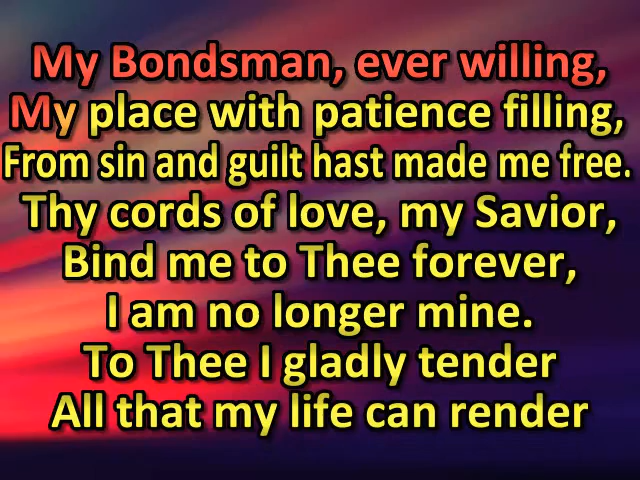 My Bondsman, ever willing,
My place with patience filling,
From sin and guilt hast made me free.
Thy cords of love, my Savior,
Bind me to Thee forever,
I am no longer mine.
To Thee I gladly tender
All that my life can render